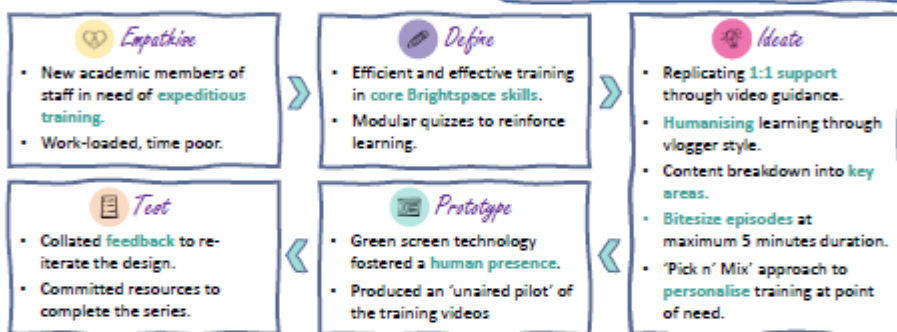 Empathise
• New academic members of
staff in need of expeditious
training.
• Work-loaded, time poor.
Define
• Efficient and effective training
in core Brightspace skills.
• Modular quizzes to reinforce
learning.
Ideate
• Replicating 1:1 support
through video guidance.
• Humanising learning through
vlogger style.
• Content breakdown into key
areas.
• Bitesize episodes at
maximum 5 minutes duration.
• ‘Pick n’ Mix’ approach to
personalise training at point
of need.
Prototype
• Green screen technology
fostered a human presence.
• Produced an ‘unaired pilot’ of
the training videos
Test
• Collated feedback to re-
iterate the design.
• Committed resources to
complete the series.